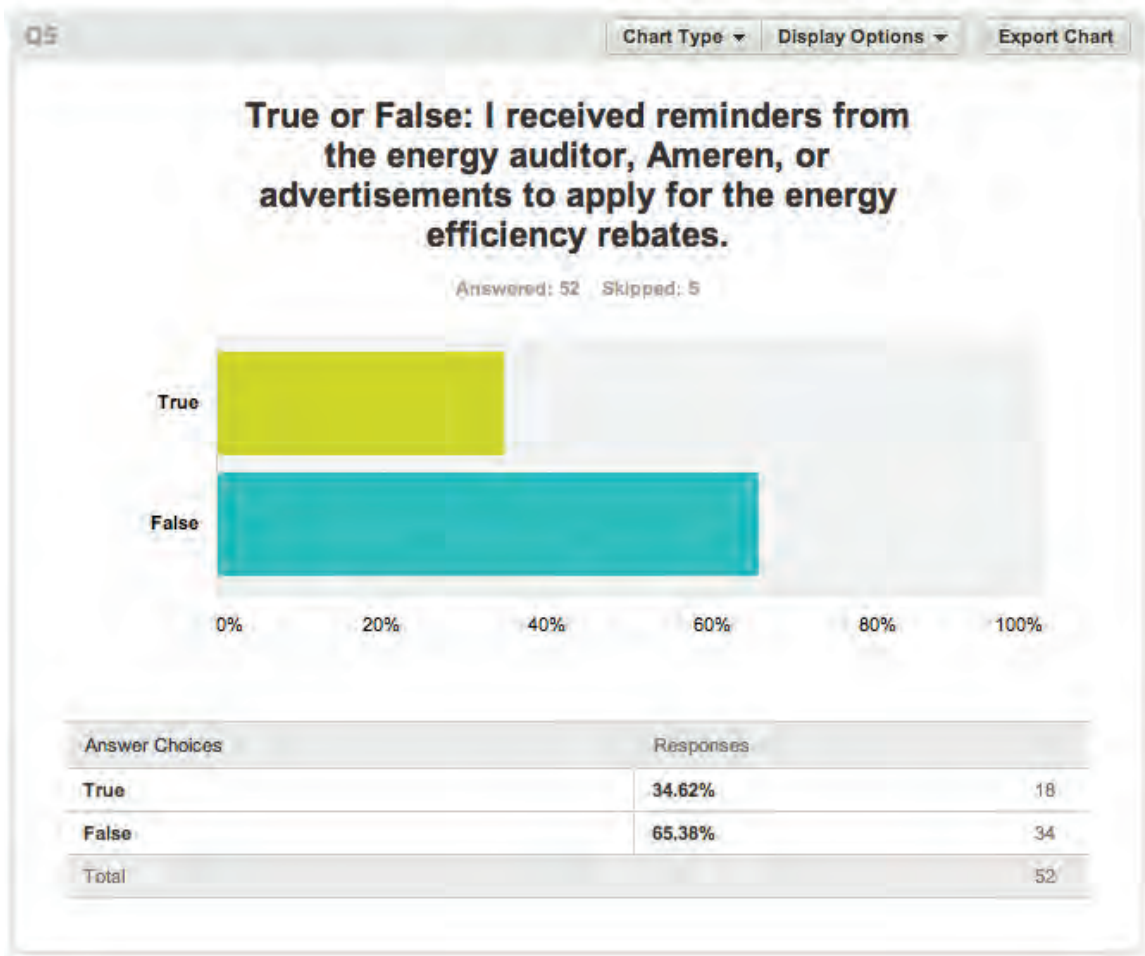 Q5 Chart Type Display Options Export Chart
True or False: I received reminders from
the energy auditor, Ameren, or
advertisements to apply for the energy
efficiency rebates.
Answered: 52 Skipped: 5
True
False
0% 20% 40% 60% 80% 100%
Answer Choices Responses
True 34.62% 18
False 65.38% 34
Total 52